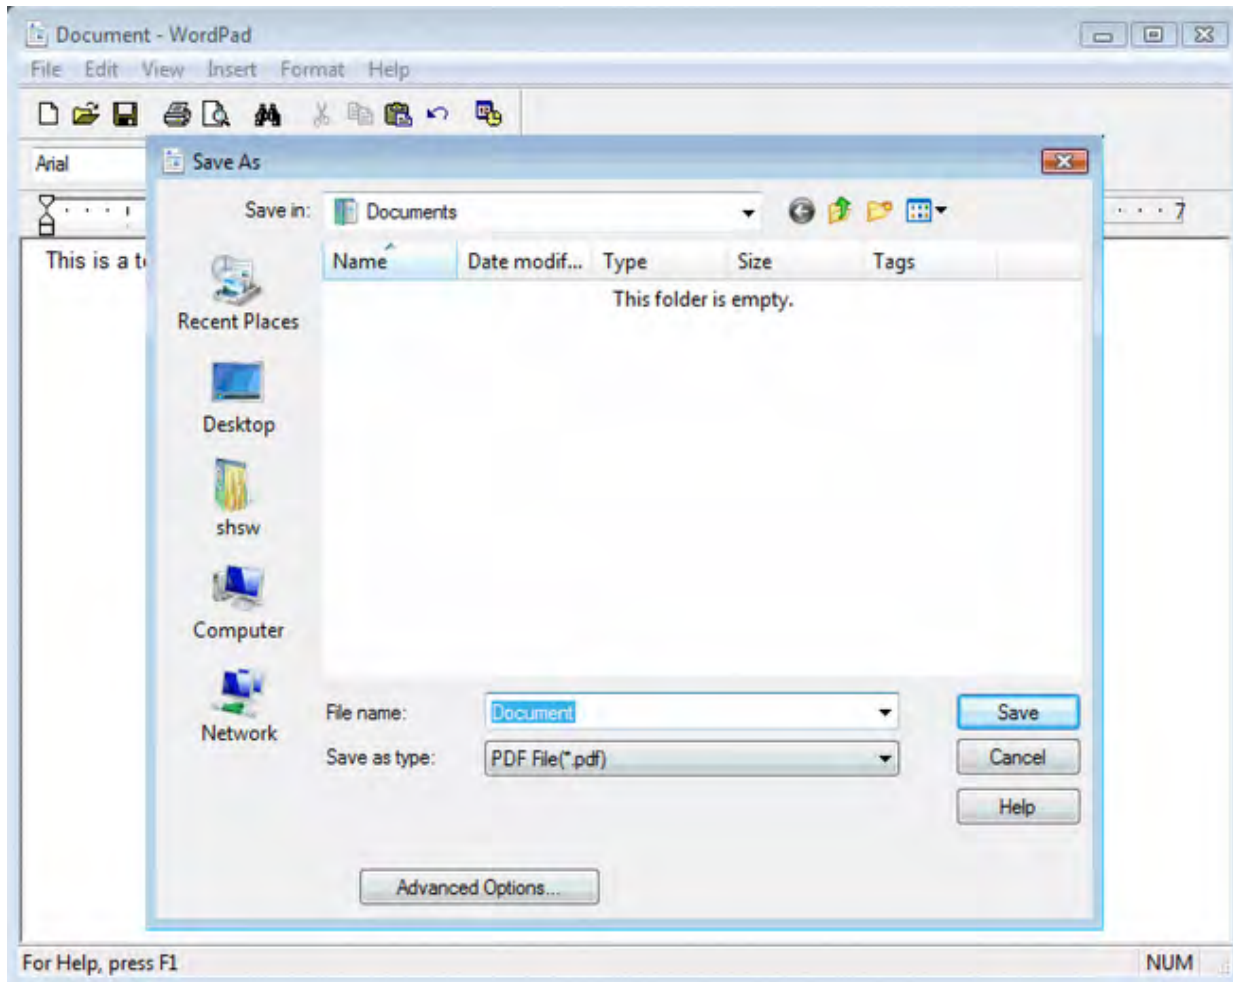 Document - WordPad
File Edit View Insert Format Help
Arial
Save As
Save in: Documents
7
This is a
Name Date modif... Type Size Tags
This folder is empty.
Recent Places
Desktop
shsw
Computer
Network
File name: Document Save
Save as type: PDF File(*.pdf) Cancel
Help
Advanced Options...
For Help, press F1 NUM